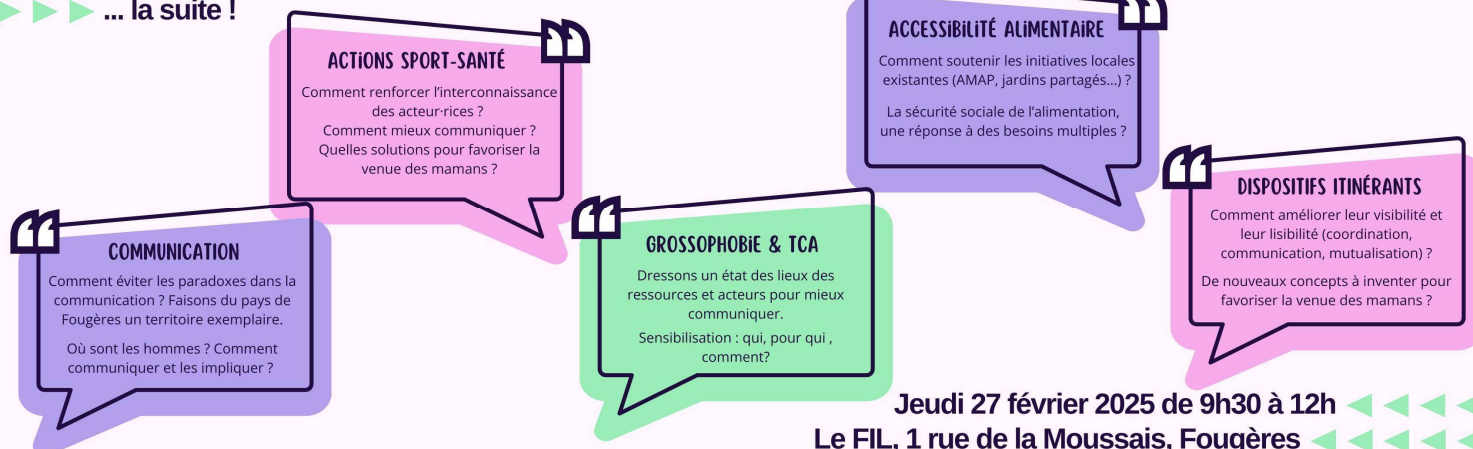 ... la suite !
ACTIONS SPORT-SANTÉ
Comment renforcer l'interconnaissance
des acteur·rices ?
Comment mieux communiquer ?
Quelles solutions pour favoriser la
venue des mamans ?
ACCESSIBILITÉ ALIMENTAIRE
Comment soutenir les initiatives locales
existantes (AMAP, jardins partagés...) ?
La sécurité sociale de l'alimentation,
une réponse à des besoins multiples ?
DISPOSITIFS ITINÉRANTS
Comment améliorer leur visibilité et
leur lisibilité (coordination,
communication, mutualisation) ?
De nouveaux concepts à inventer pour
favoriser la venue des mamans ?
COMMUNICATION
Comment éviter les paradoxes dans la
communication ? Faisons du pays de
Fougères un territoire exemplaire.
Où sont les hommes ? Comment
communiquer et les impliquer ?
GROSSOPHOBIE & TCA
Dressons un état des lieux des
ressources et acteurs pour mieux
communiquer.
Sensibilisation : qui, pour qui ,
comment?
Jeudi 27 février 2025 de 9h30 à 12h
Le FIL, 1 rue de la Moussais, Fougères